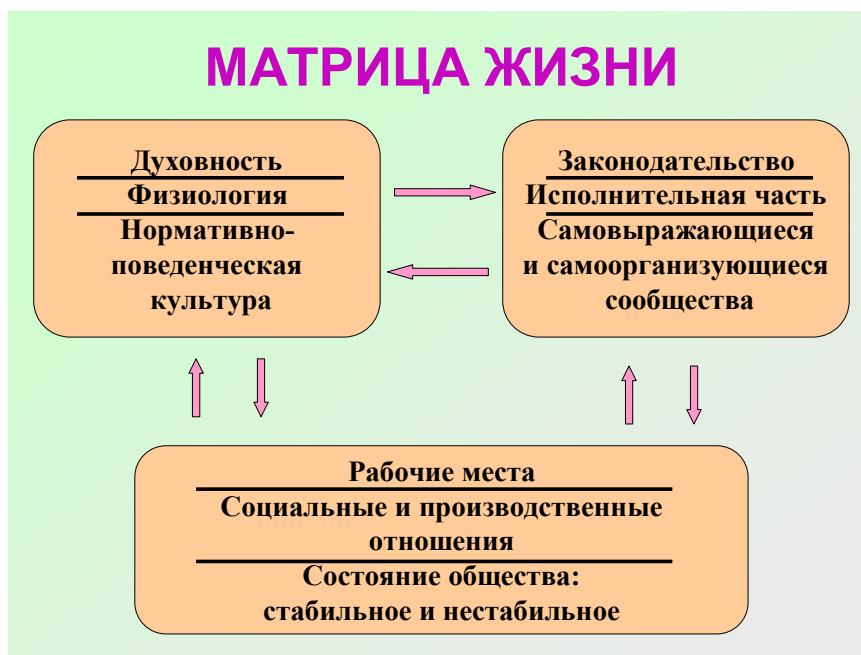 МАТРИЦА ЖИЗНИ
Духовность
Физиология
Нормативно-
поведенческая
культура
Законодательство
Исполнительная часть
Самовыражающиеся
и самоорганизующиеся
сообщества
Рабочие места
Социальные и производственные
отношения
Состояние общества:
стабильное и нестабильное